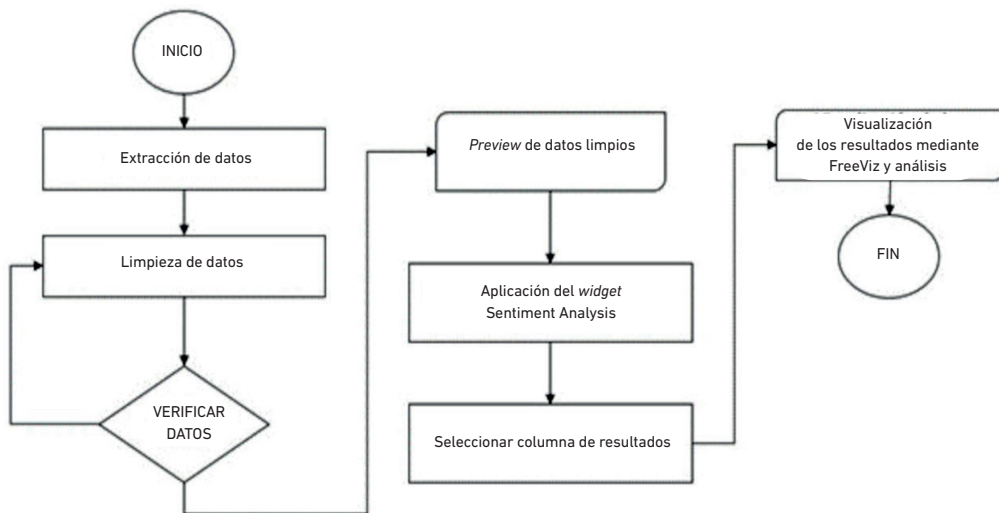 INICIO
Extracción de datos
Limpieza de datos
VERIFICAR
DATOS
Preview de datos limpios
Aplicación del widget
Sentiment Analysis
Seleccionar columna de resultados
Visualización
de los resultados mediante
FreeViz y análisis
FIN